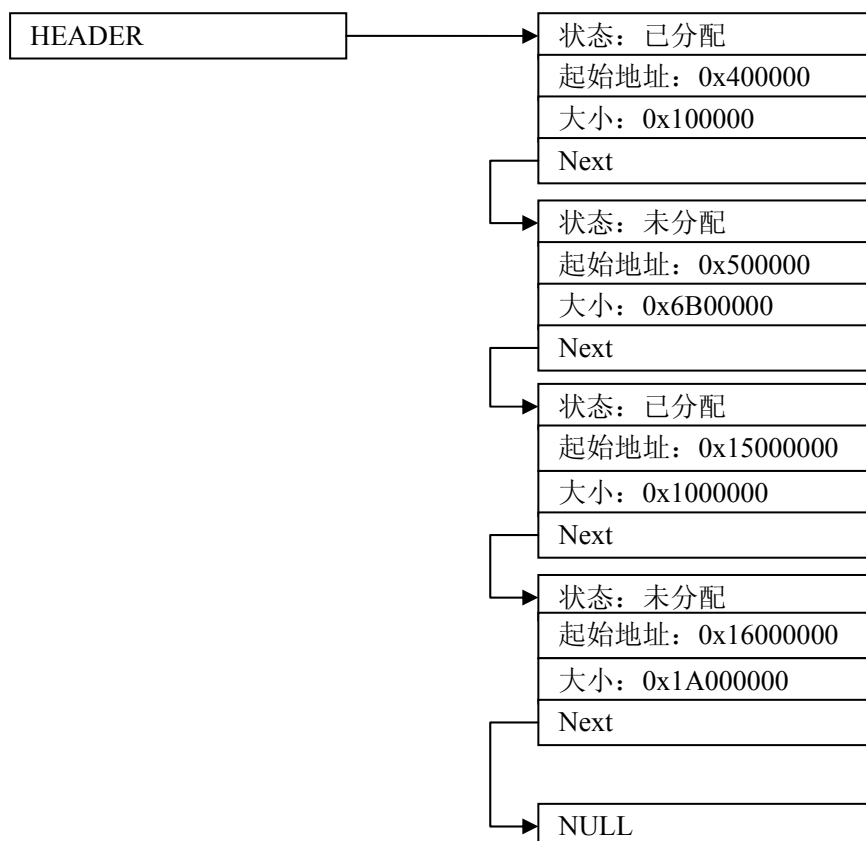 HEADER
状态：已分配
起始地址：0x400000
大小：0x100000
Next
状态：未分配
起始地址：0x500000
大小：0x6B00000
Next
状态：已分配
起始地址：0x15000000
大小：0x1000000
Next
状态：未分配
起始地址：0x16000000
大小：0x1A000000
Next
NULL